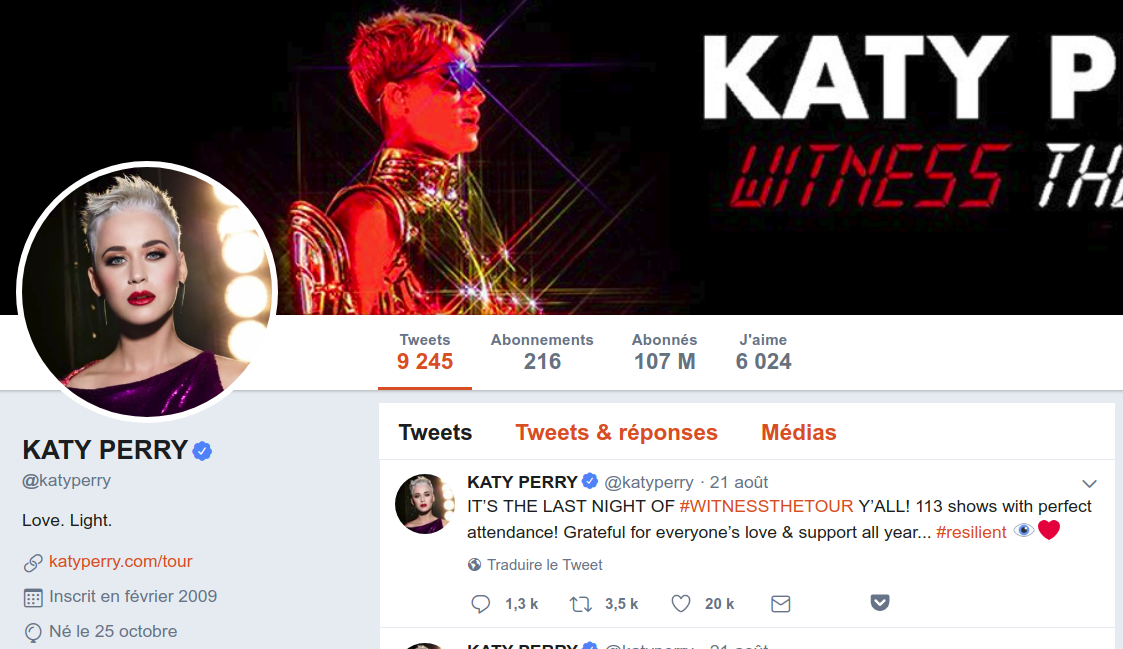 KATY P
WITNESS TH
Tweets
9 245
Abonnements
216
Abonnés
107 M
J'aime
6 024
KATY PERRY
@katyperry
Love. Light.
katyperry.com/tour
Inscrit en février 2009
Né le 25 octobre
Tweets Tweets & réponses Médias
KATY PERRY @katyperry · 21 août
IT'S THE LAST NIGHT OF #WITNESSTHETOUR Y'ALL! 113 shows with perfect
attendance! Grateful for everyone's love & support all year... #resilient
Traduire le Tweet
1,3 k 3,5 k 20 k
KATY PERRY @katyperry · 21 août